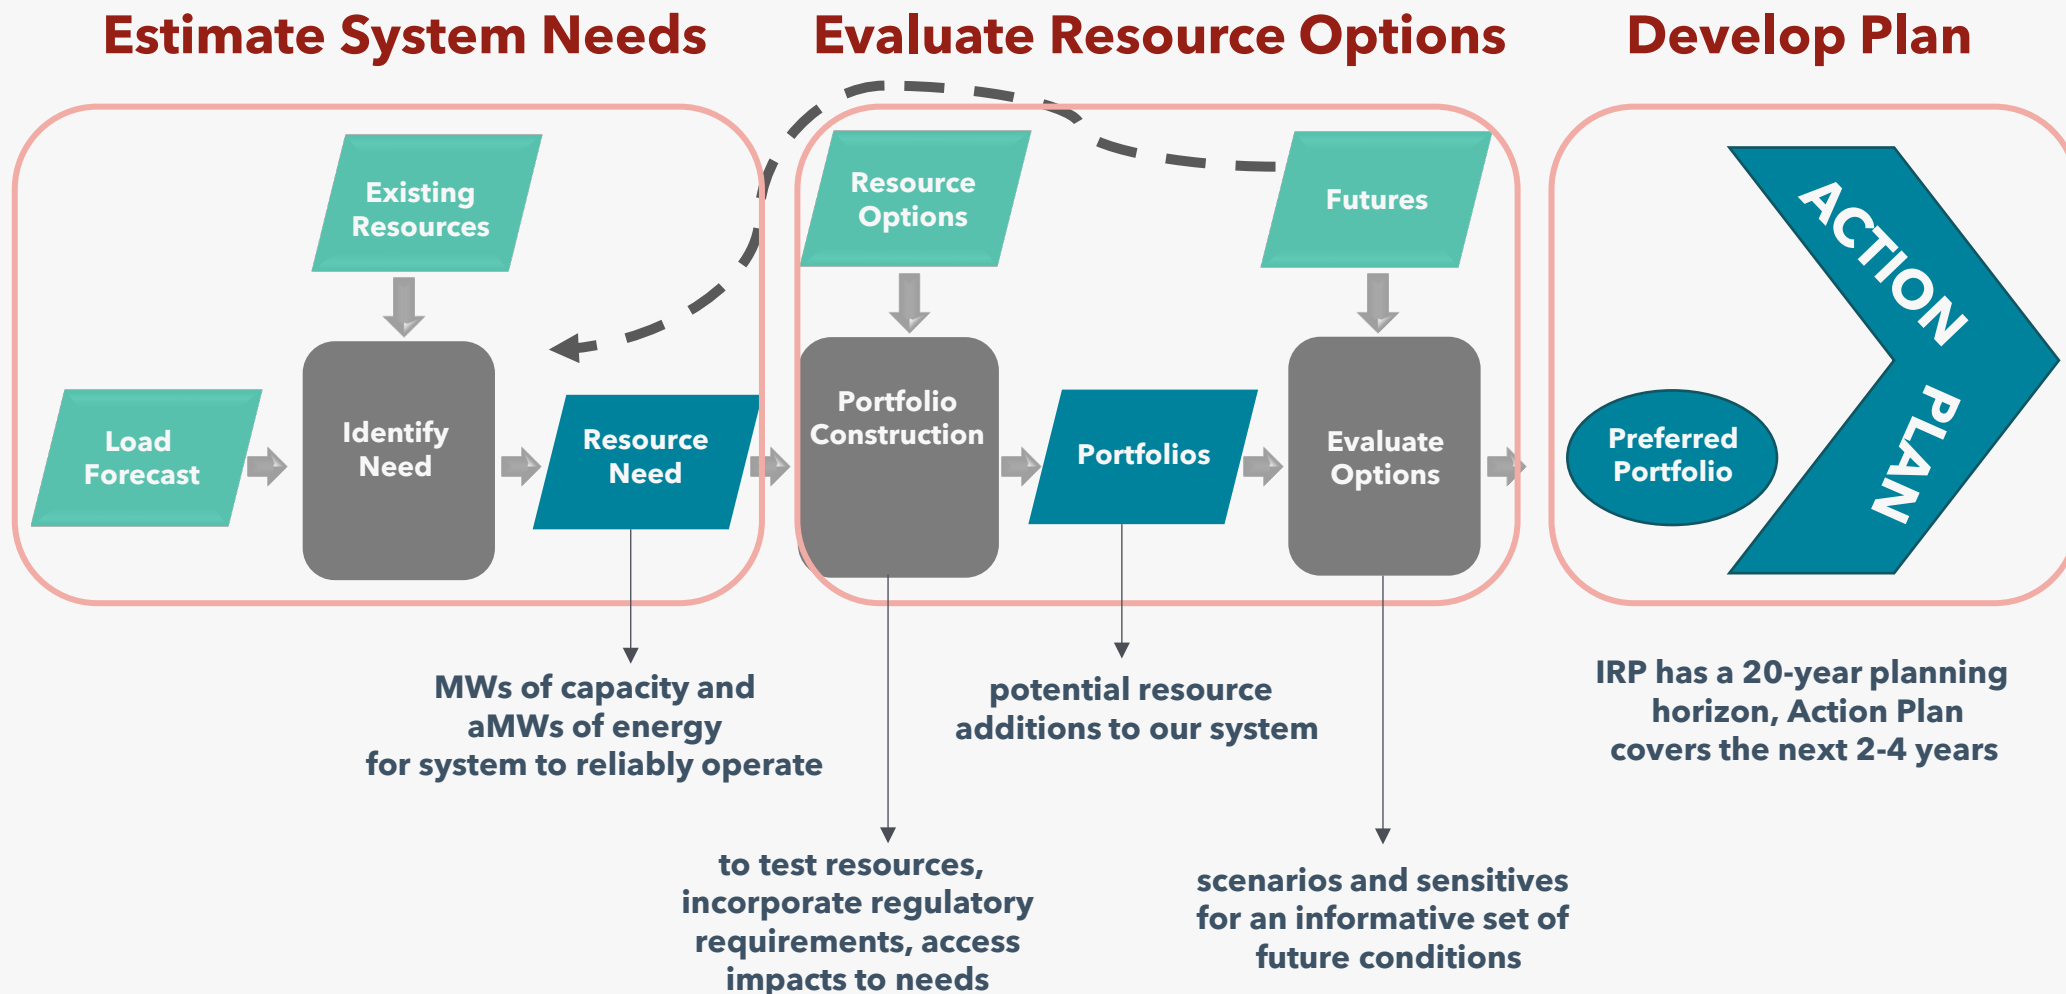 Estimate System Needs
Evaluate Resource Options
Develop Plan
Existing
Resources
Load
Forecast
Identify
Need
Resource
Need
Resource
Options
Futures
Portfolio
Construction
Portfolios
Evaluate
Options
Preferred
Portfolio
ACTION
PLAN
MWs of capacity and
aMWs of energy
for system to reliably operate
to test resources,
incorporate regulatory
requirements, access
impacts to needs
potential resource
additions to our system
scenarios and sensitives
for an informative set of
future conditions
IRP has a 20-year planning
horizon, Action Plan
covers the next 2-4 years